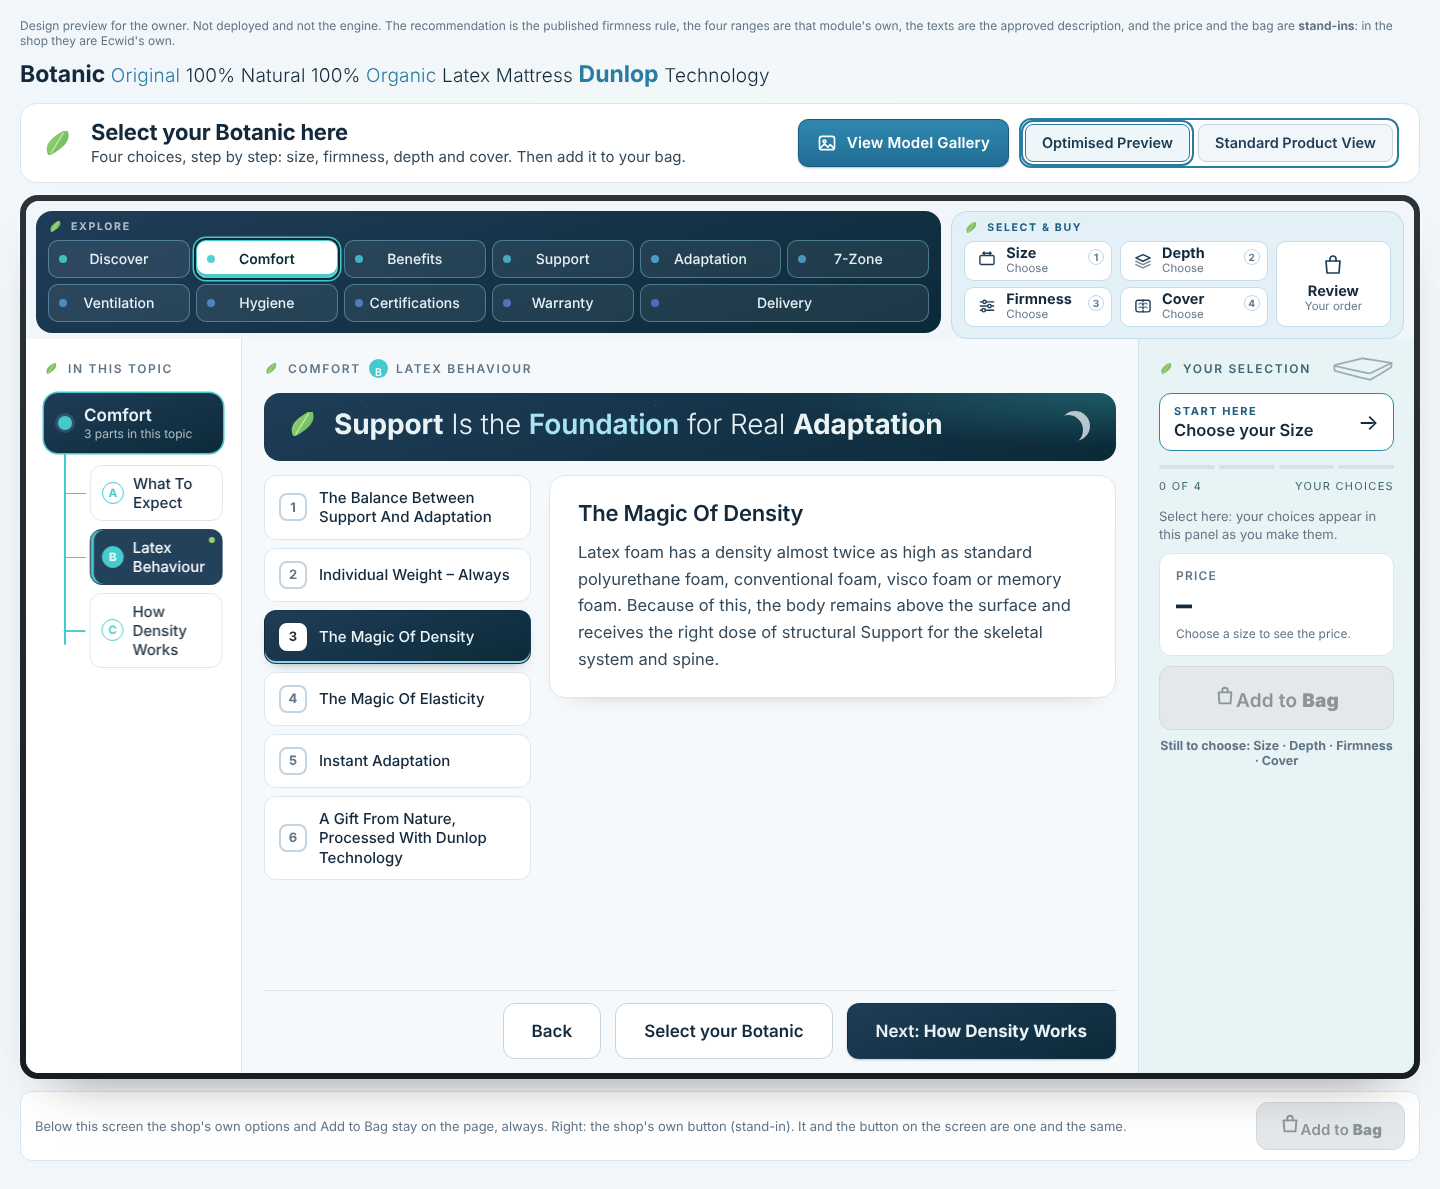 Design preview for the owner. Not deployed and not the engine. The recommendation is the published firmness rule, the four ranges are that module's own, the texts are the approved description, and the price and the bag are stand-ins: in the
shop they are Ecwid's own.
Botanic Original 100% Natural 100% Organic Latex Mattress Dunlop Technology
Select your Botanic here
Four choices, step by step: size, firmness, depth and cover. Then add it to your bag.
View Model Gallery
Optimised Preview
Standard Product View
EXPLORE
Discover
Comfort
Benefits
Support
Adaptation
7-Zone
Ventilation
Hygiene
Certifications
Warranty
Delivery
SELECT & BUY
Size
Choose
1
Depth
Choose
2
Firmness
Choose
3
Cover
Choose
4
Review
Your order
IN THIS TOPIC
Comfort
3 parts in this topic
A
What To
Expect
B
Latex
Behaviour
C
How
Density
Works
COMFORT B LATEX BEHAVIOUR
Support Is the Foundation for Real Adaptation
1
The Balance Between
Support And Adaptation
2
Individual Weight – Always
3
The Magic Of Density
4
The Magic Of Elasticity
5
Instant Adaptation
6
A Gift From Nature,
Processed With Dunlop
Technology
The Magic Of Density
Latex foam has a density almost twice as high as standard
polyurethane foam, conventional foam, visco foam or memory
foam. Because of this, the body remains above the surface and
receives the right dose of structural Support for the skeletal
system and spine.
Back
Select your Botanic
Next: How Density Works
YOUR SELECTION
START HERE
Choose your Size
0 OF 4
YOUR CHOICES
Select here: your choices appear in
this panel as you make them.
PRICE
–
Choose a size to see the price.
Add to Bag
Still to choose: Size · Depth · Firmness
· Cover
Below this screen the shop's own options and Add to Bag stay on the page, always. Right: the shop's own button (stand-in). It and the button on the screen are one and the same.
Add to Bag